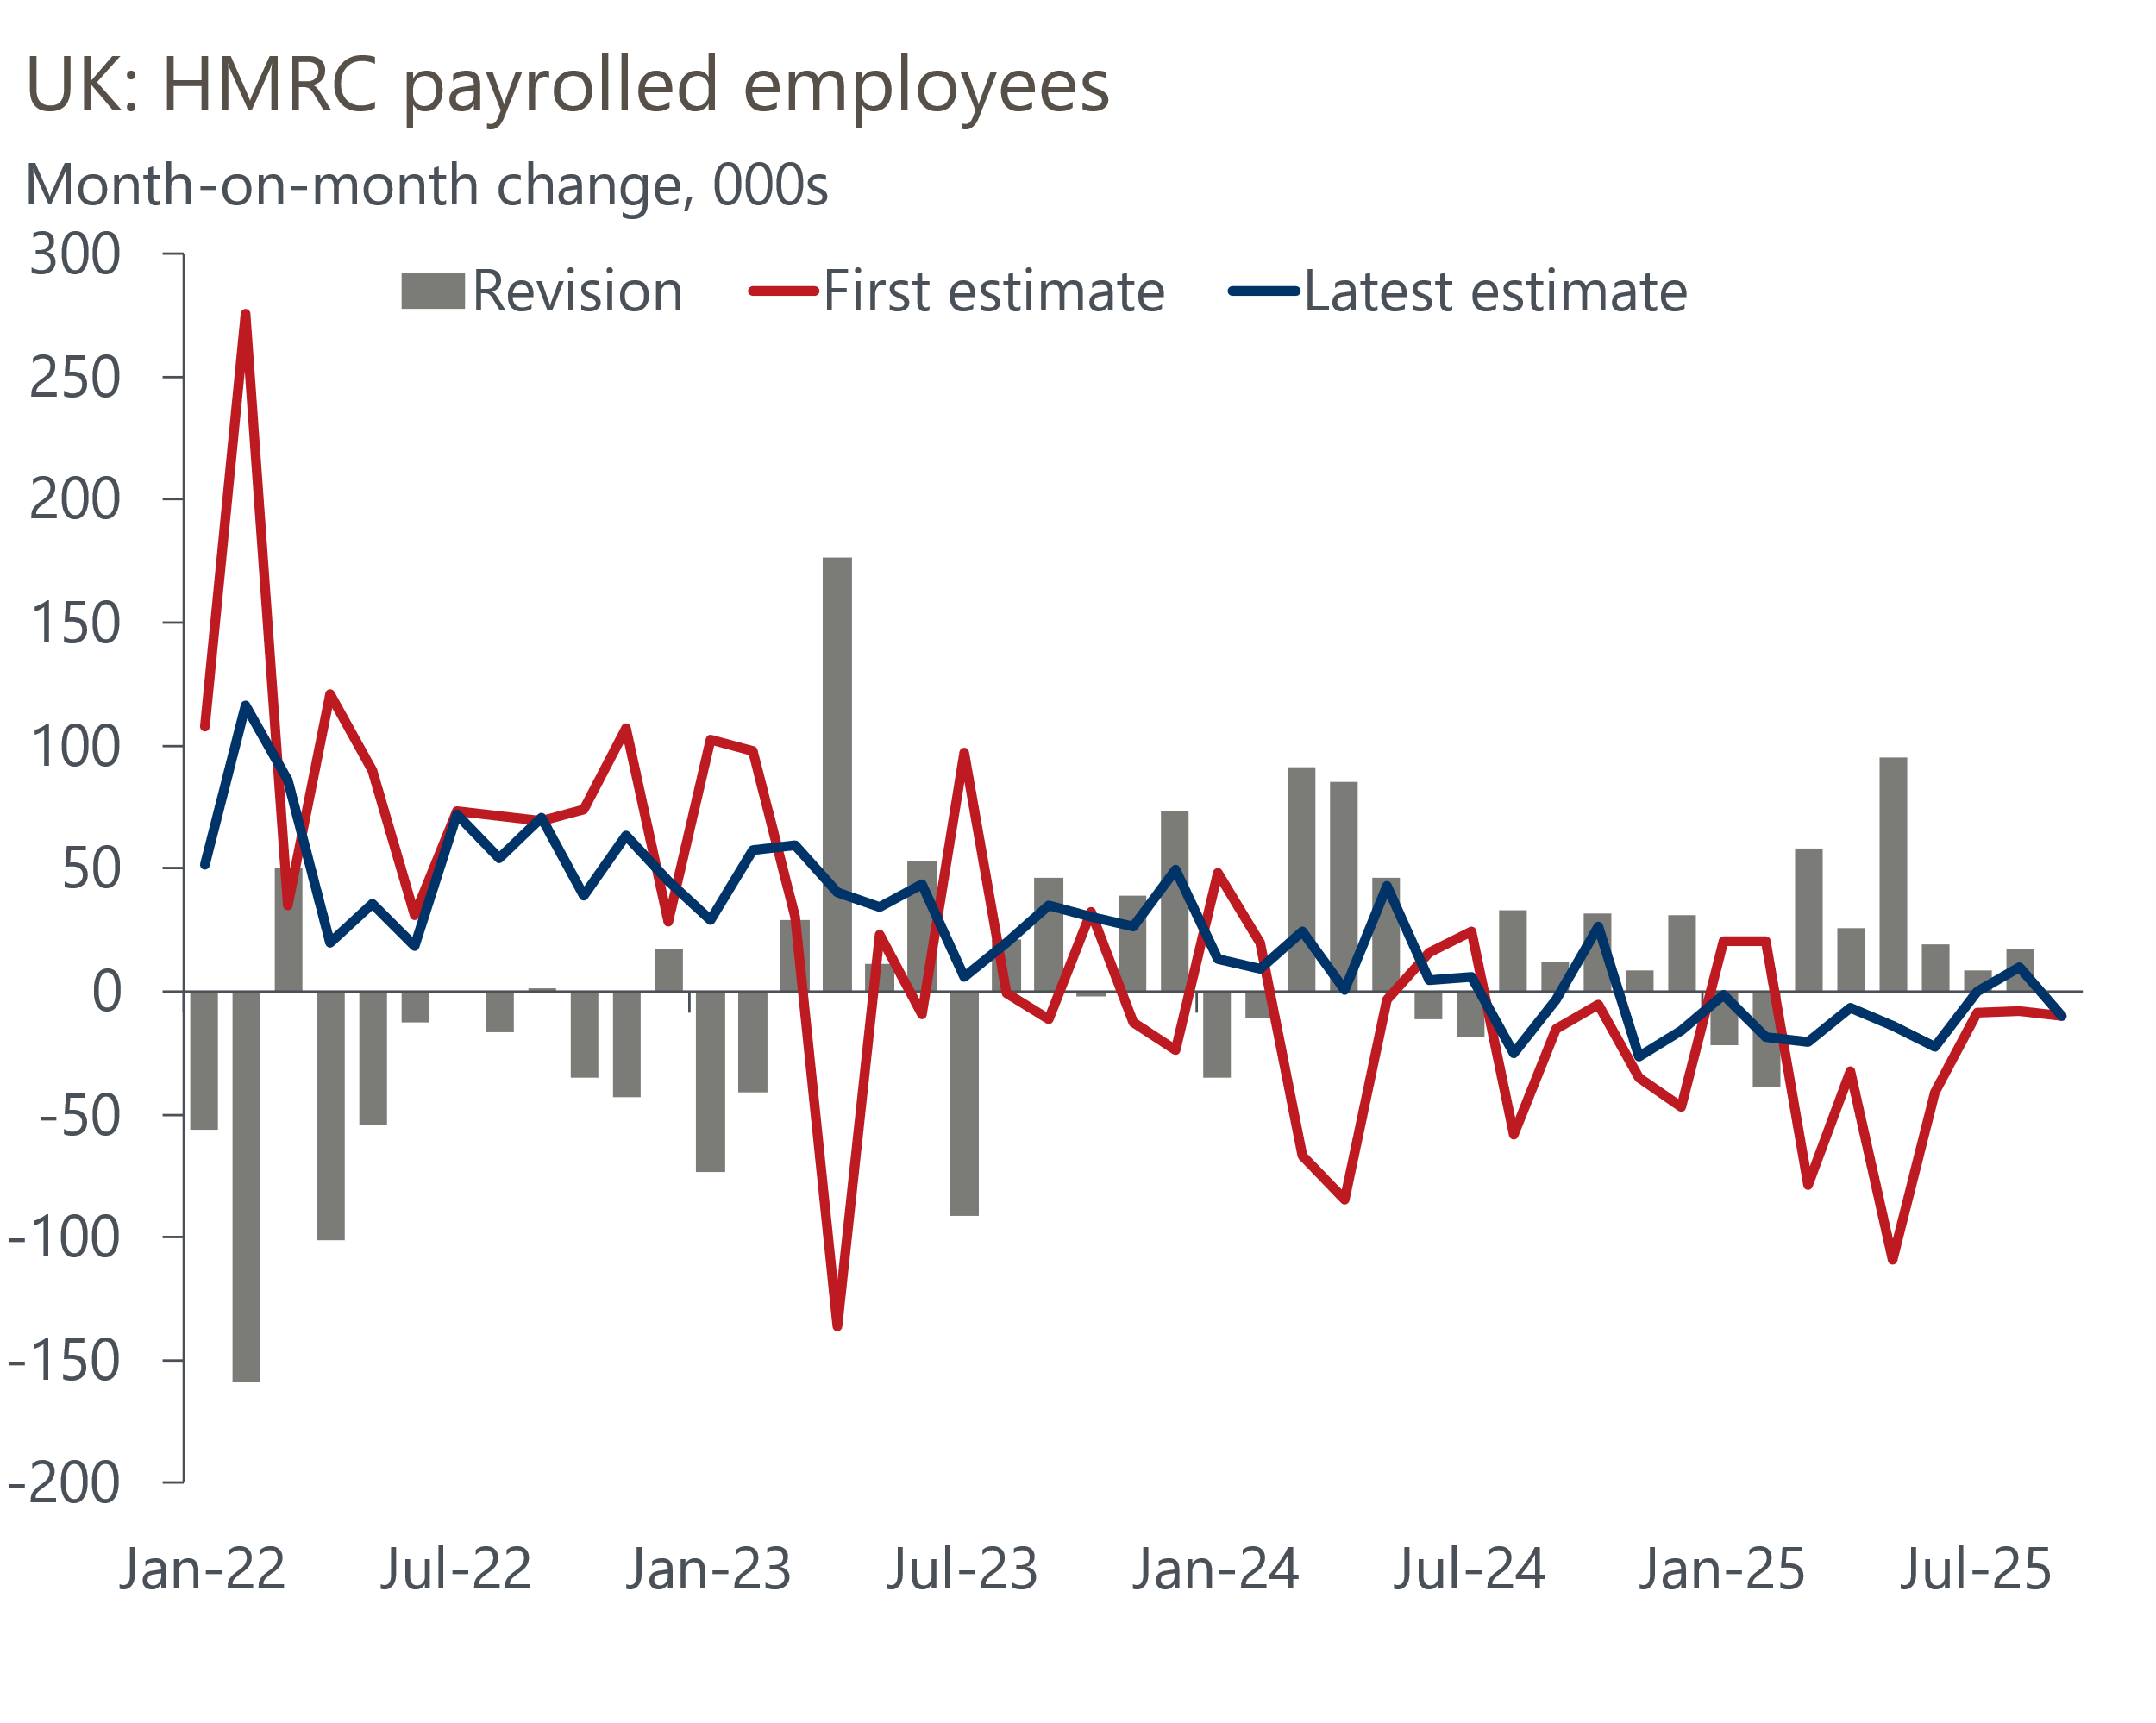 UK: HMRC payrolled employees
Month-on-month change, 000s
300
Revision First estimate Latest estimate
250
200
150
100
50
0
-50
-100
-150
-200
Jan-22 Jul-22 Jan-23 Jul-23 Jan-24 Jul-24 Jan-25 Jul-25